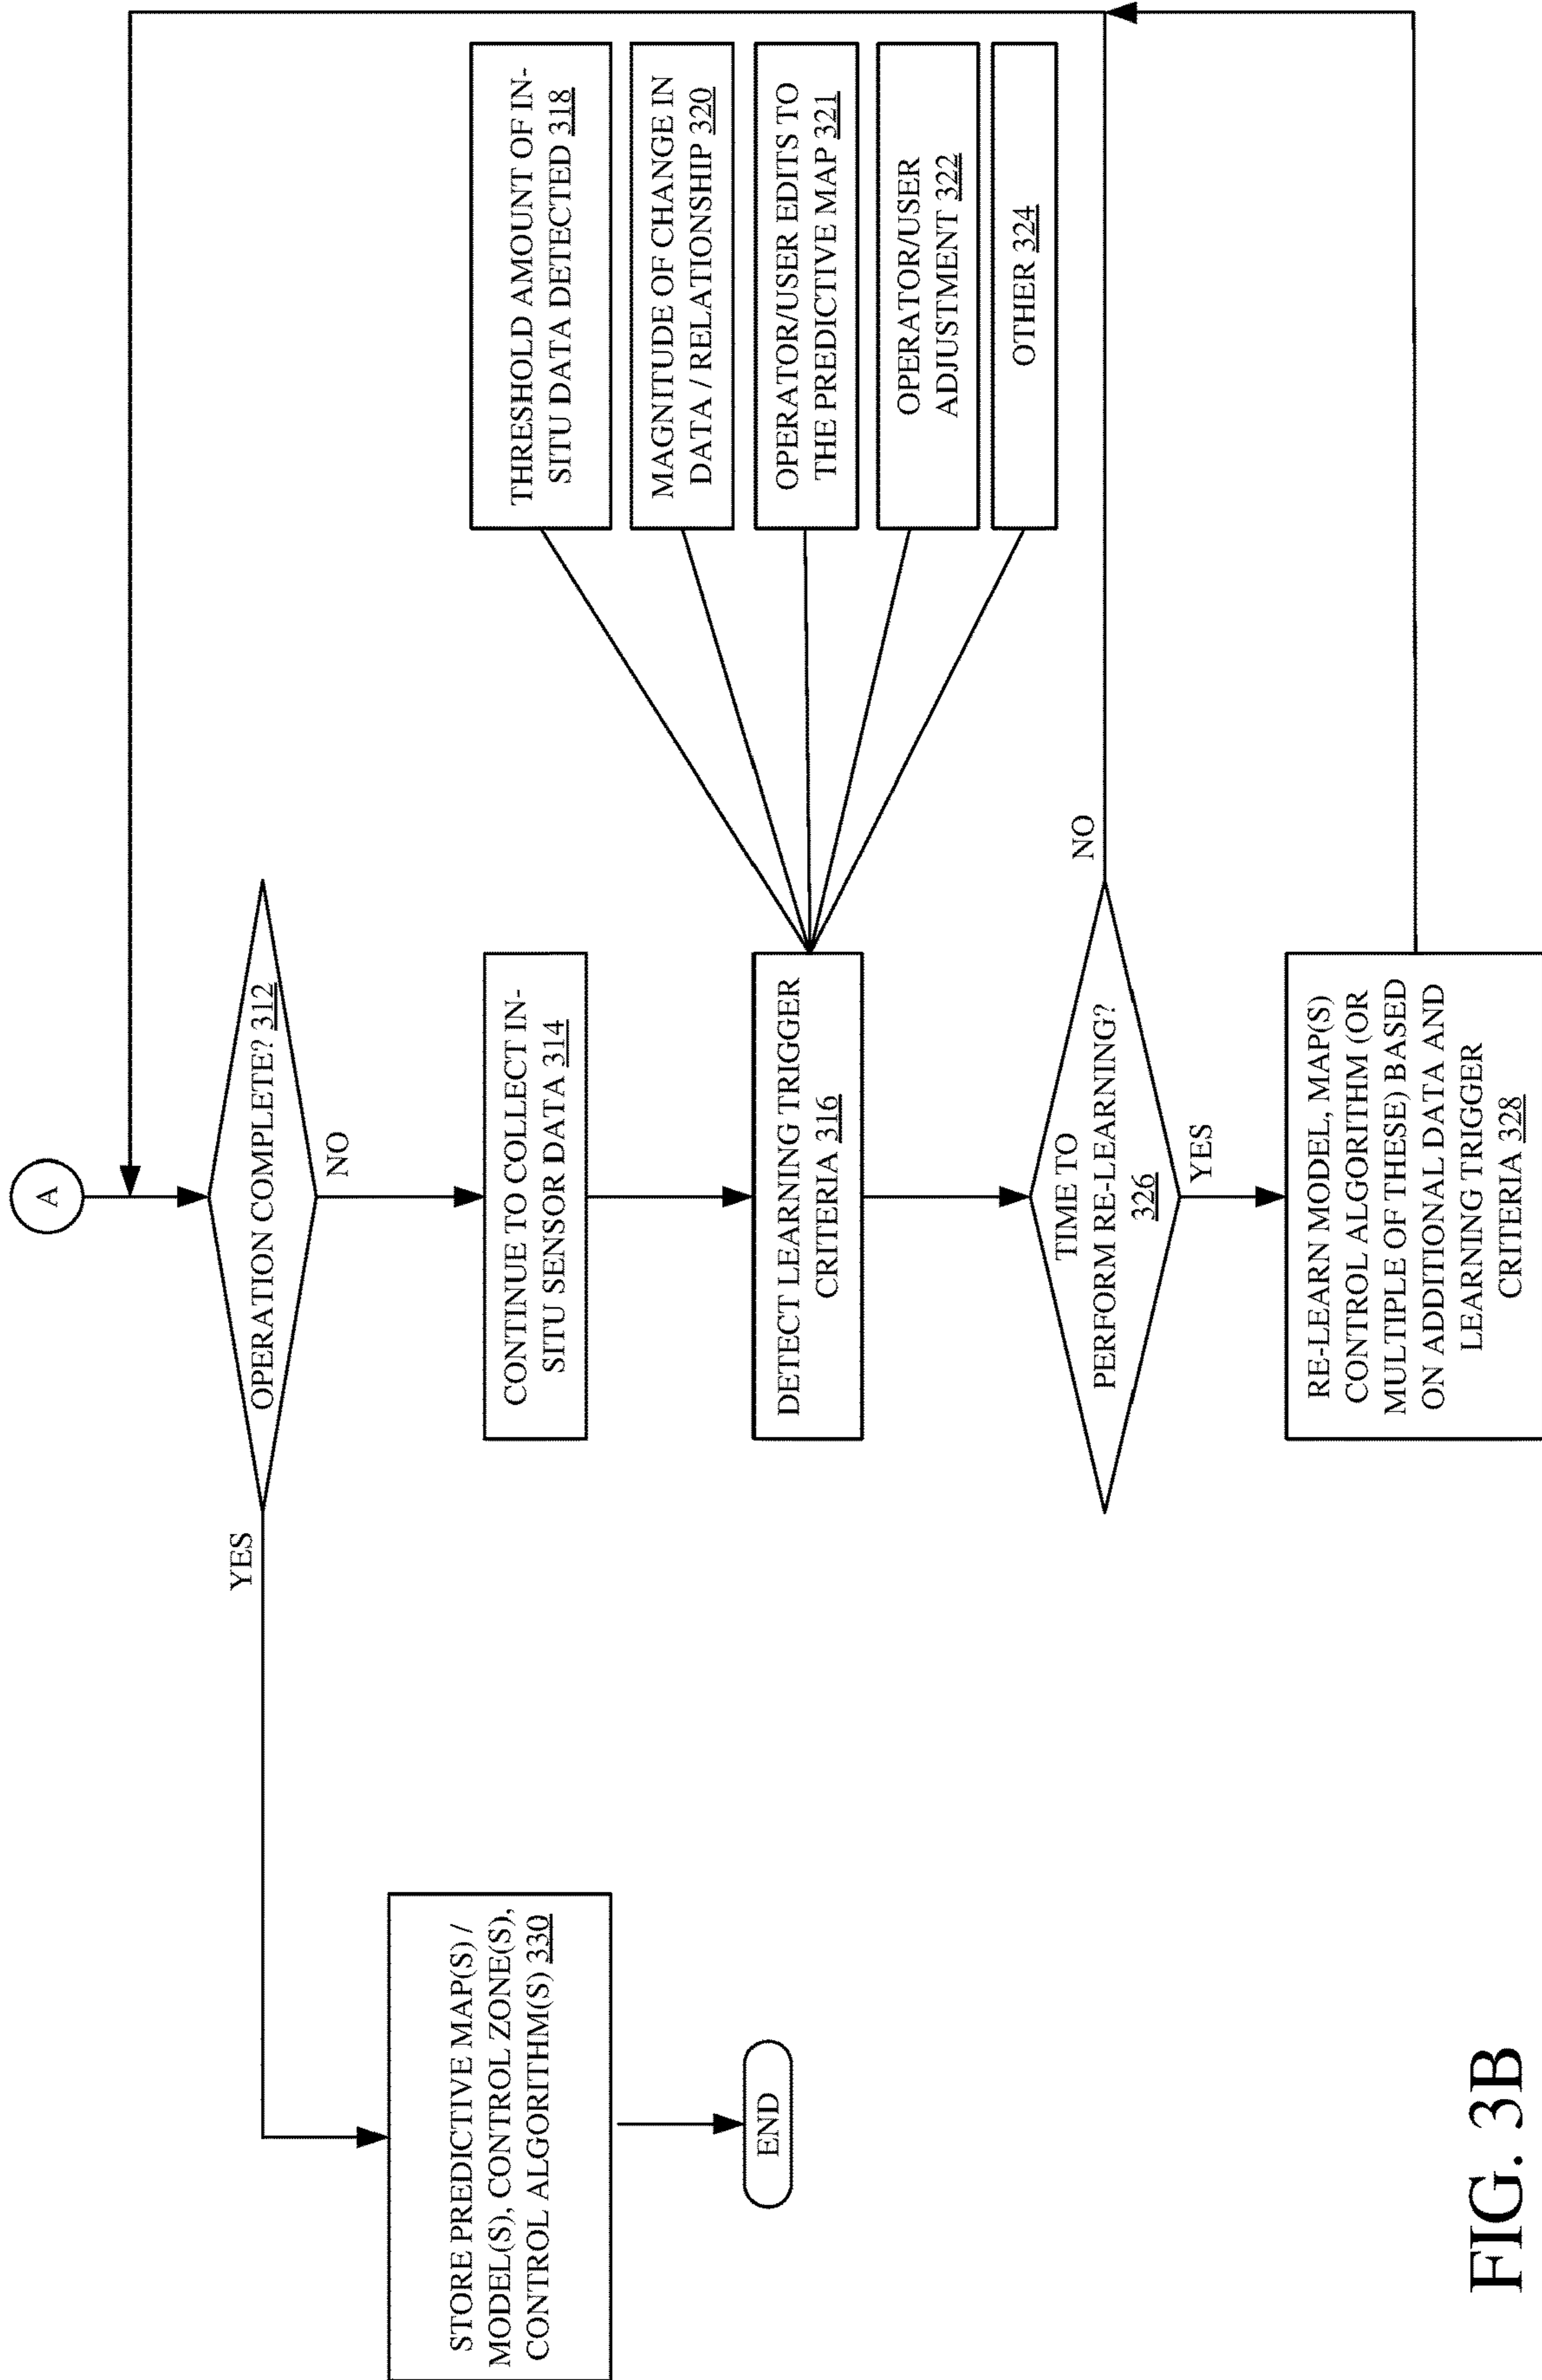 A
OPERATION COMPLETE? 312
YES
NO
CONTINUE TO COLLECT IN-
SITU SENSOR DATA 314
DETECT LEARNING TRIGGER
CRITERIA 316
THRESHOLD AMOUNT OF IN-
SITU DATA DETECTED 318
MAGNITUDE OF CHANGE IN
DATA / RELATIONSHIP 320
OPERATOR/USER EDITS TO
THE PREDICTIVE MAP 321
OPERATOR/USER
ADJUSTMENT 322
OTHER 324
TIME TO
PERFORM RE-LEARNING?
326
NO
YES
RE-LEARN MODEL, MAP(S)
CONTROL ALGORITHM (OR
MULTIPLE OF THESE) BASED
ON ADDITIONAL DATA AND
LEARNING TRIGGER
CRITERIA 328
STORE PREDICTIVE MAP(S) /
MODEL(S), CONTROL ZONE(S),
CONTROL ALGORITHM(S) 330
END
FIG. 3B